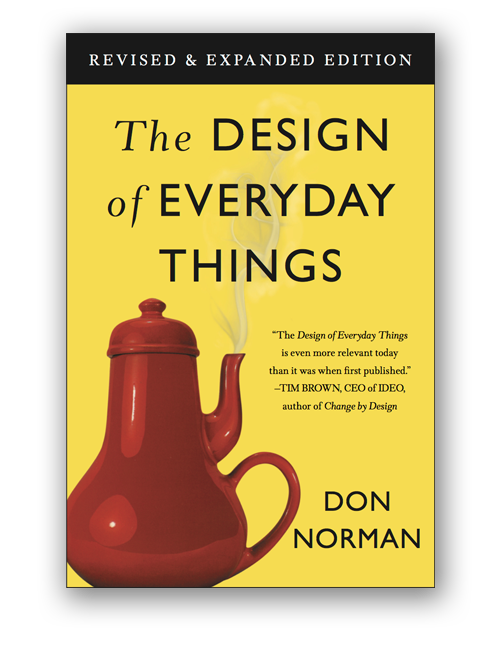 REVISED & EXPANDED EDITION
The DESIGN
of EVERYDAY
THINGS
“The Design of Everyday Things
is even more relevant today
than it was when first published.”
–TIM BROWN, CEO of IDEO,
author of Change by Design
DON
NORMAN